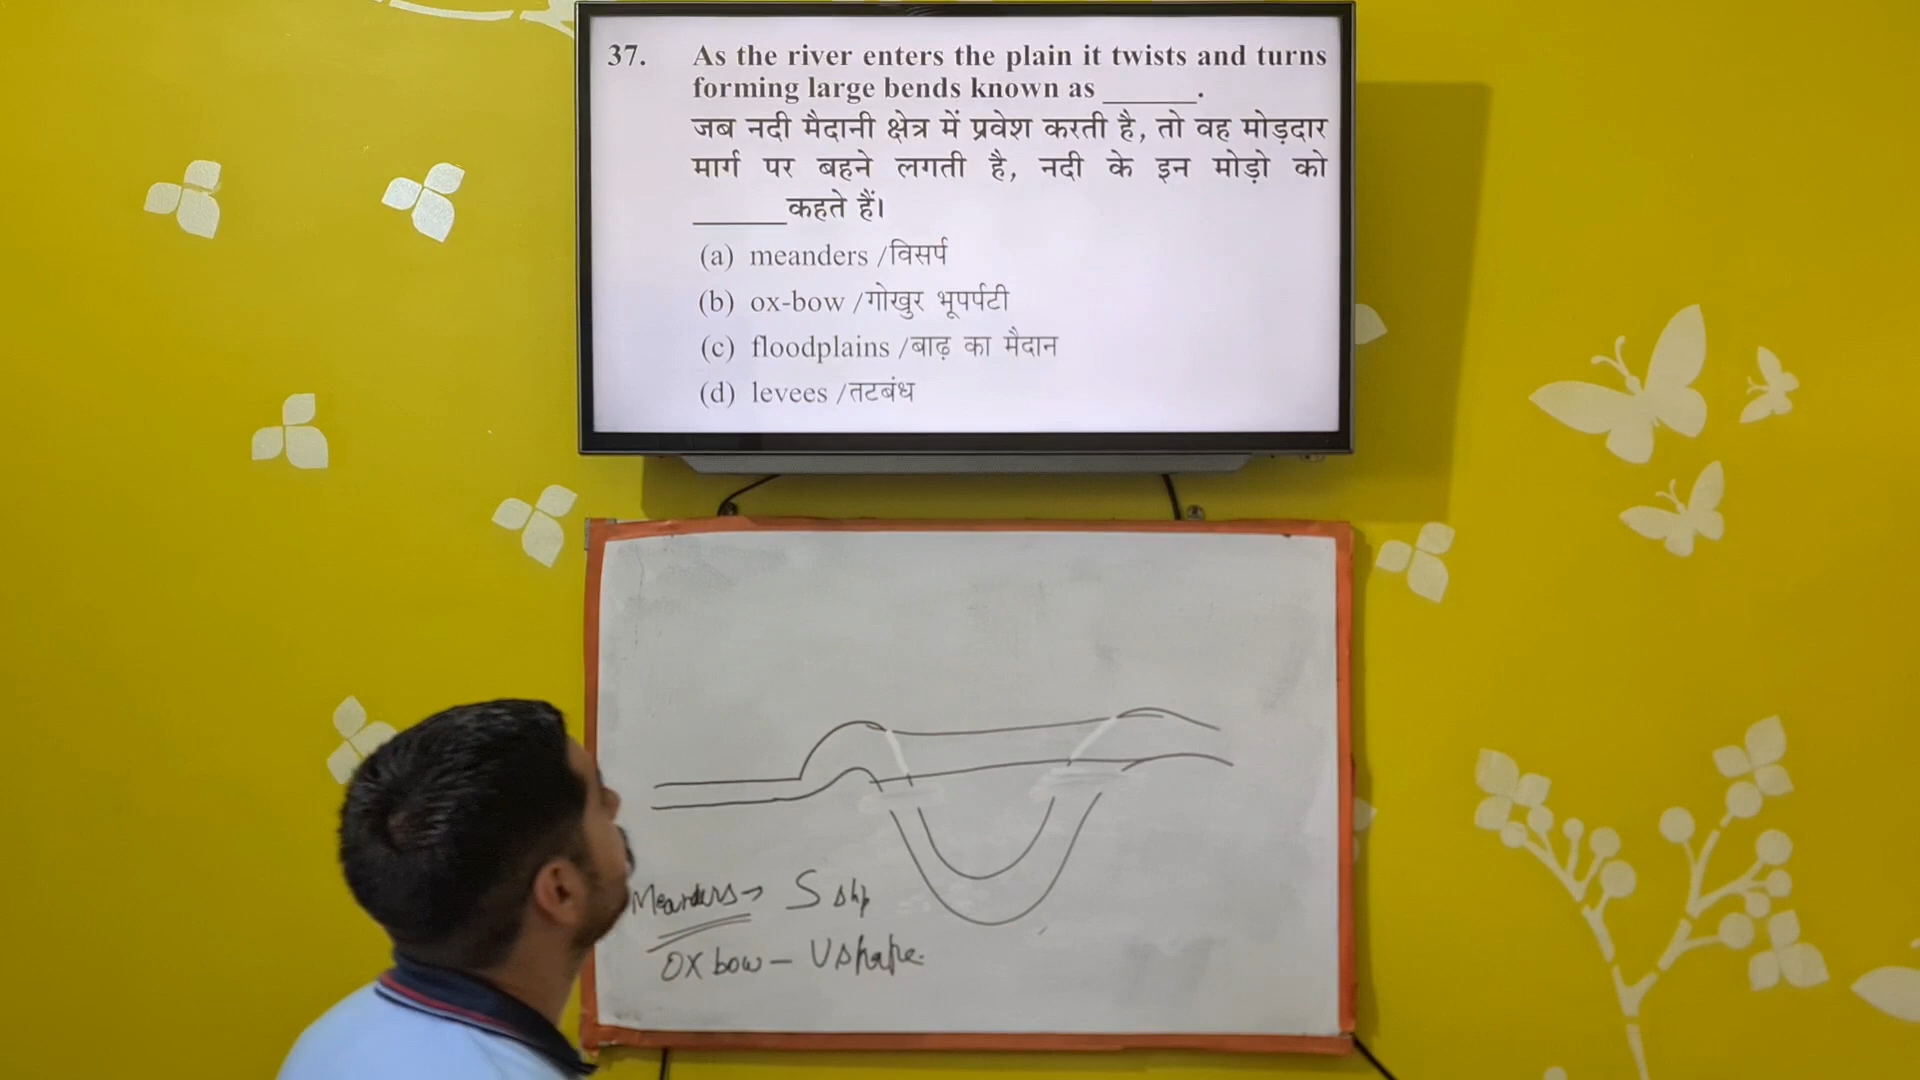 37. As the river enters the plain it twists and turns
forming large bends known as ______.
जब नदी मैदानी क्षेत्र में प्रवेश करती है, तो वह मोड़दार
मार्ग पर बहने लगती है, नदी के इन मोड़ो को
______कहते हैं।
(a) meanders /विसर्प
(b) ox-bow /गोखुर भूपर्पटी
(c) floodplains /बाढ़ का मैदान
(d) levees /तटबंध
Meanders → S shp
OX bow – U shape.